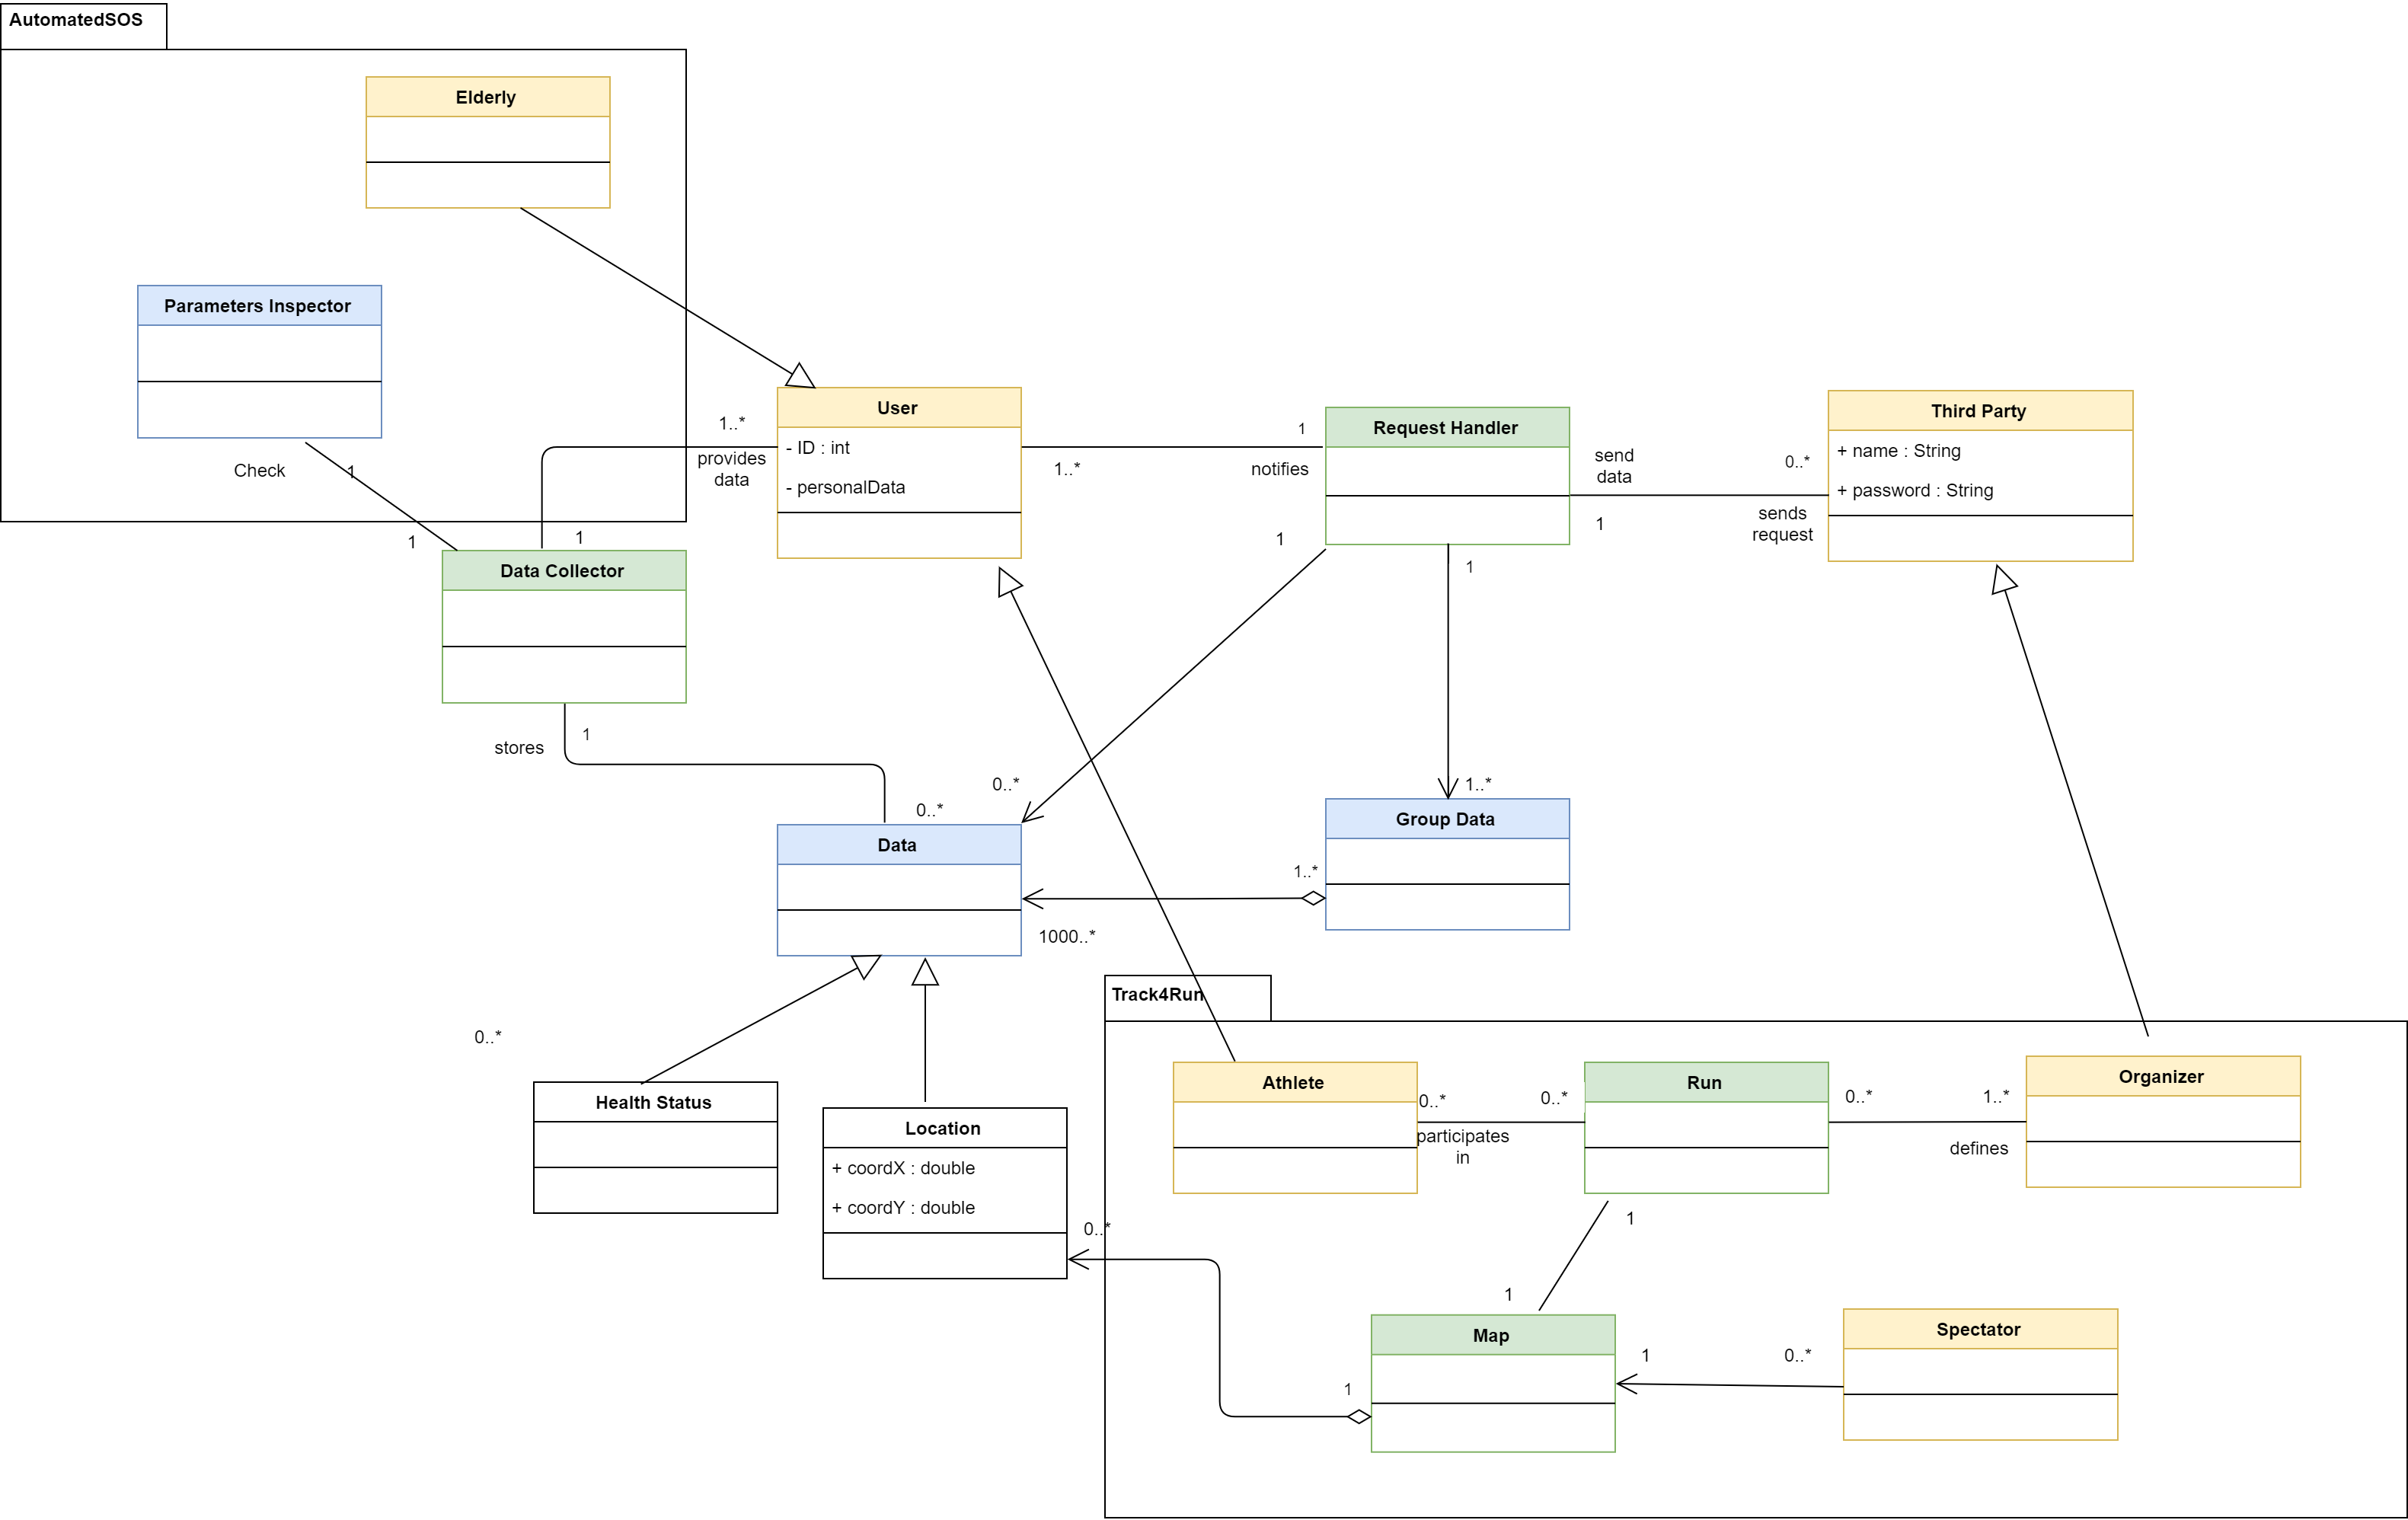 AutomatedSOS
Elderly
Parameters Inspector
Check
1
1
1..*
provides
data
1
User
- ID : int
- personalData
1..*
1
notifies
Request Handler
send
data
1
0..*
sends
request
Third Party
+ name : String
+ password : String
Data Collector
stores
1
0..*
1
0..*
1
1..*
Data
Group Data
1..*
1000..*
0..*
Health Status
Location
+ coordX : double
+ coordY : double
0..*
Track4Run
Athlete
0..*
participates
in
0..*
Run
0..*
1..*
defines
Organizer
1
1
Map
1
1
0..*
Spectator